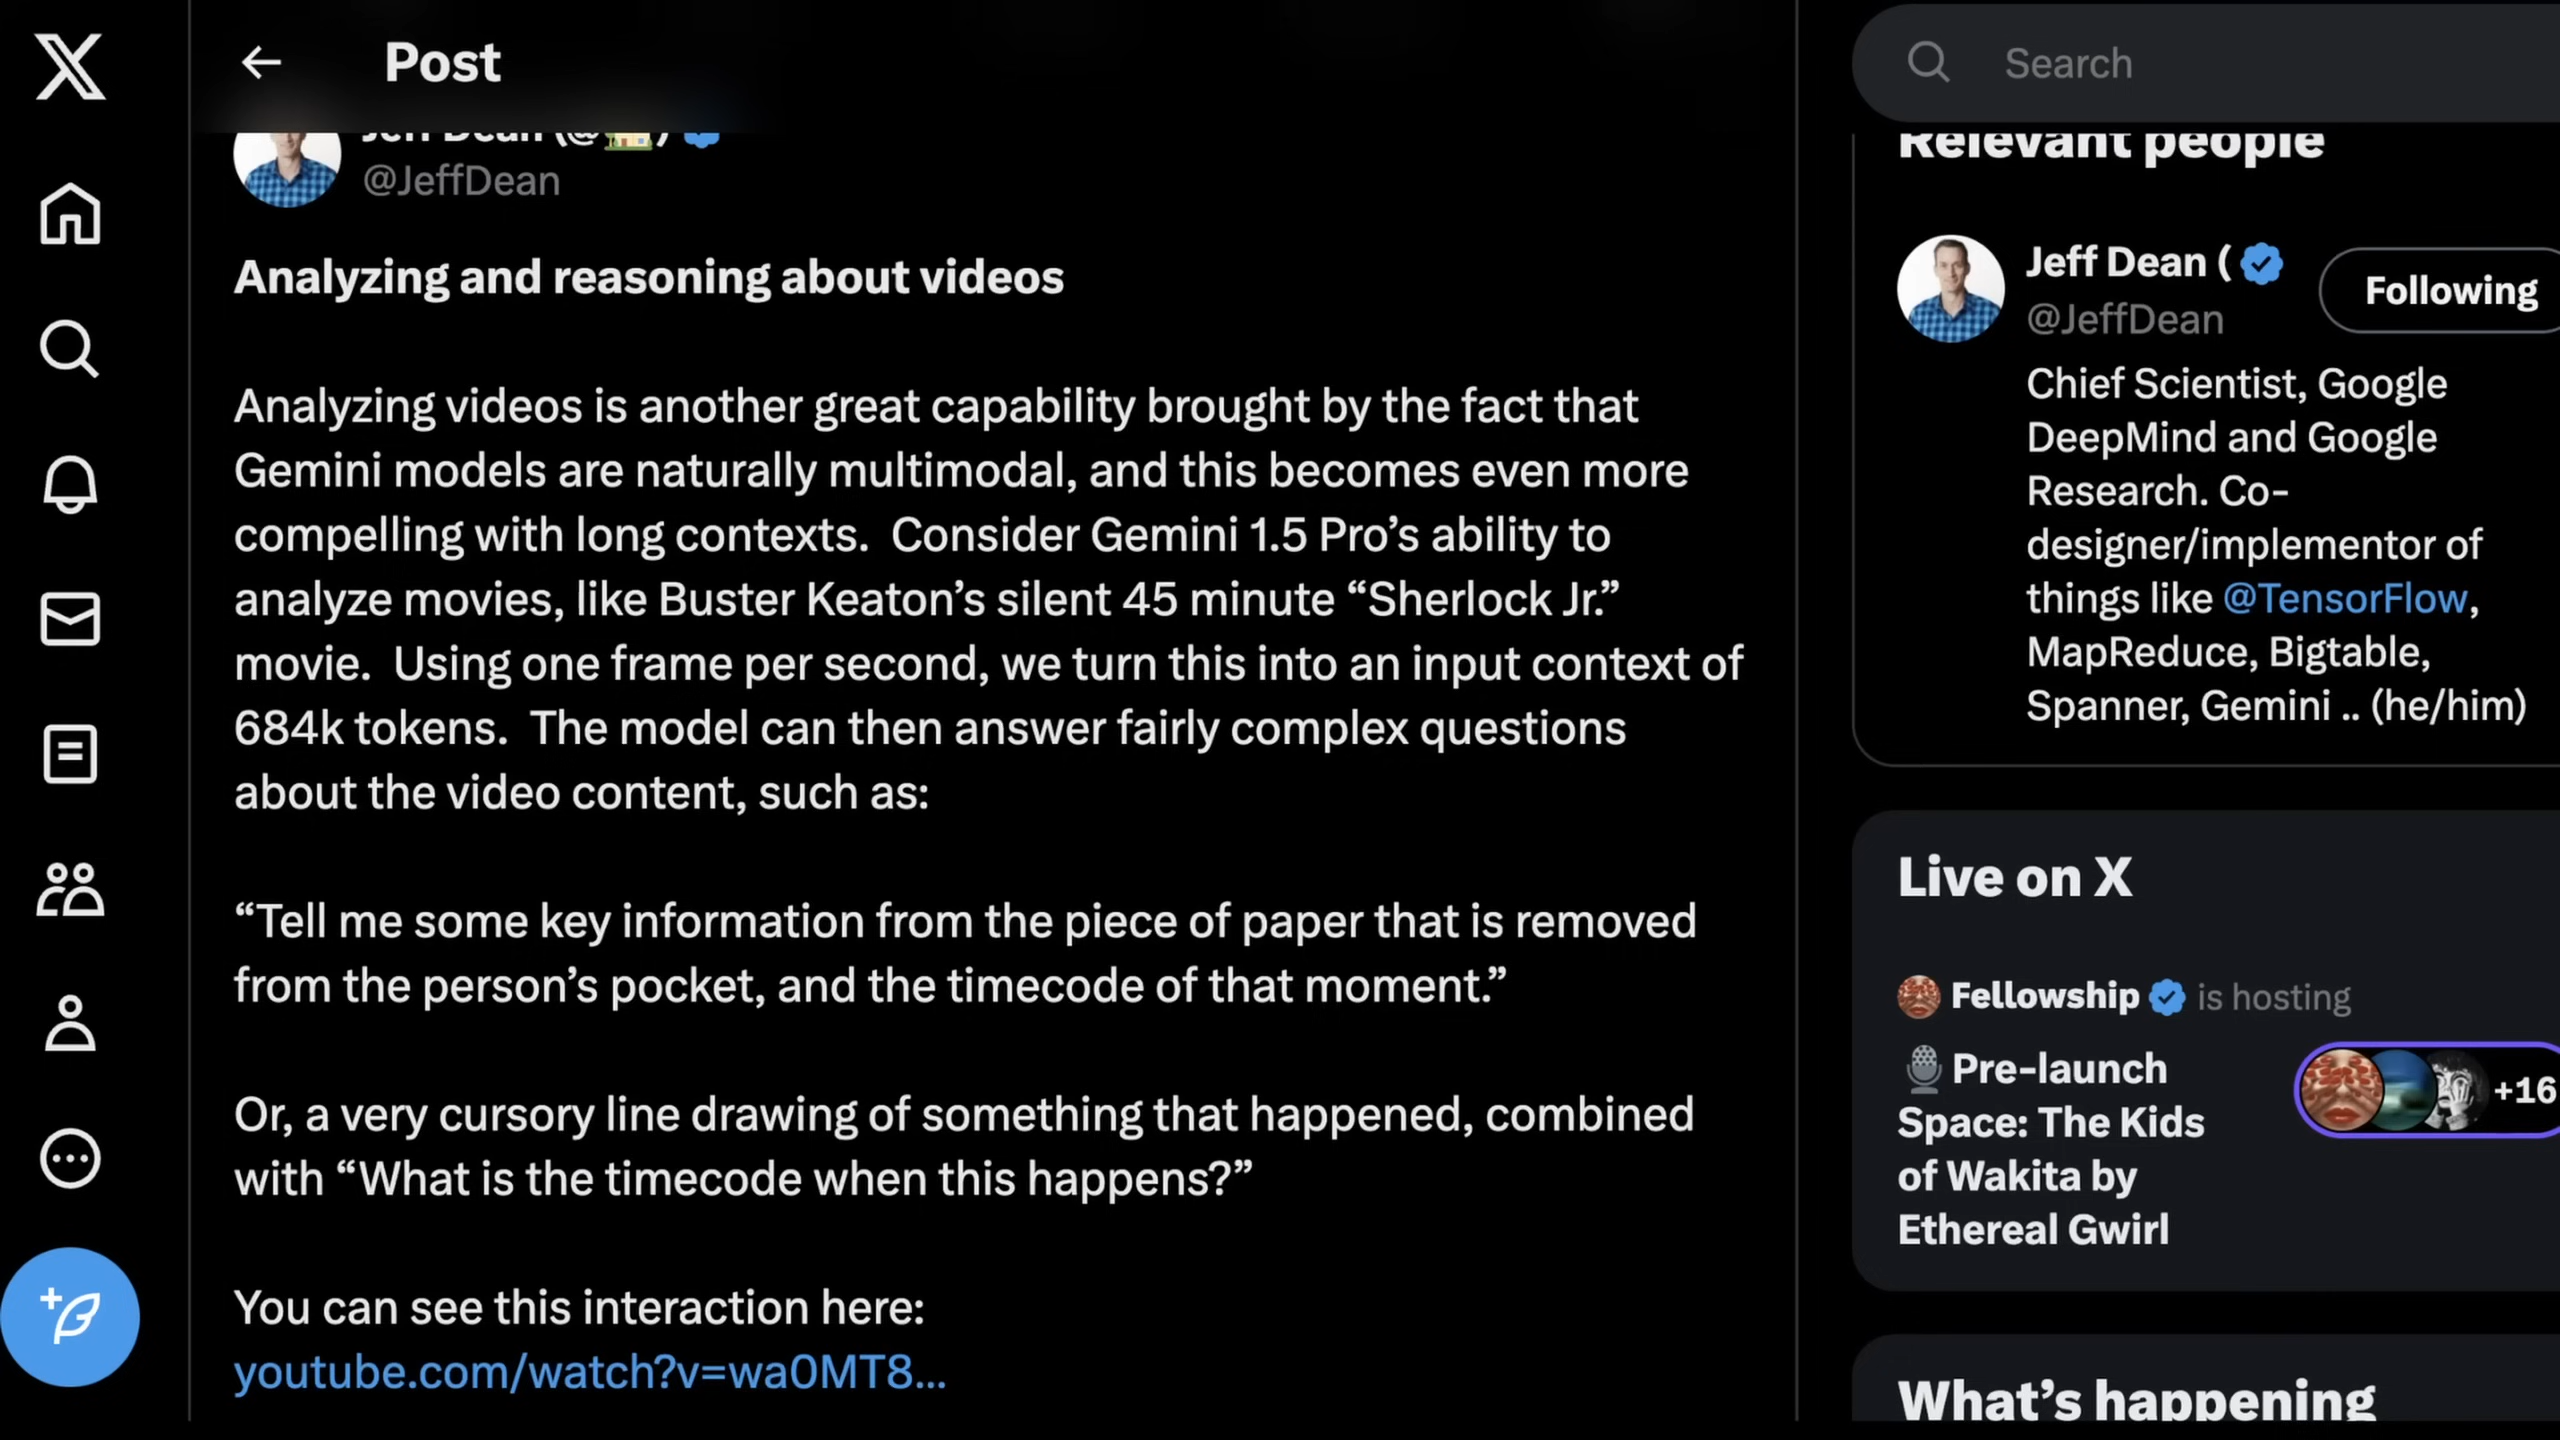 Post
Jeff Dean (@🏡)
@JeffDean
Analyzing and reasoning about videos
Analyzing videos is another great capability brought by the fact that
Gemini models are naturally multimodal, and this becomes even more
compelling with long contexts.  Consider Gemini 1.5 Pro’s ability to
analyze movies, like Buster Keaton’s silent 45 minute “Sherlock Jr.”
movie.  Using one frame per second, we turn this into an input context of
684k tokens.  The model can then answer fairly complex questions
about the video content, such as:
“Tell me some key information from the piece of paper that is removed
from the person’s pocket, and the timecode of that moment.”
Or, a very cursory line drawing of something that happened, combined
with “What is the timecode when this happens?”
You can see this interaction here:
youtube.com/watch?v=wa0MT8…
Search
Relevant people
Jeff Dean (
Following
@JeffDean
Chief Scientist, Google
DeepMind and Google
Research. Co-
designer/implementor of
things like @TensorFlow,
MapReduce, Bigtable,
Spanner, Gemini .. (he/him)
Live on X
Fellowship is hosting
Pre-launch
Space: The Kids
of Wakita by
Ethereal Gwirl
+16
What’s happening